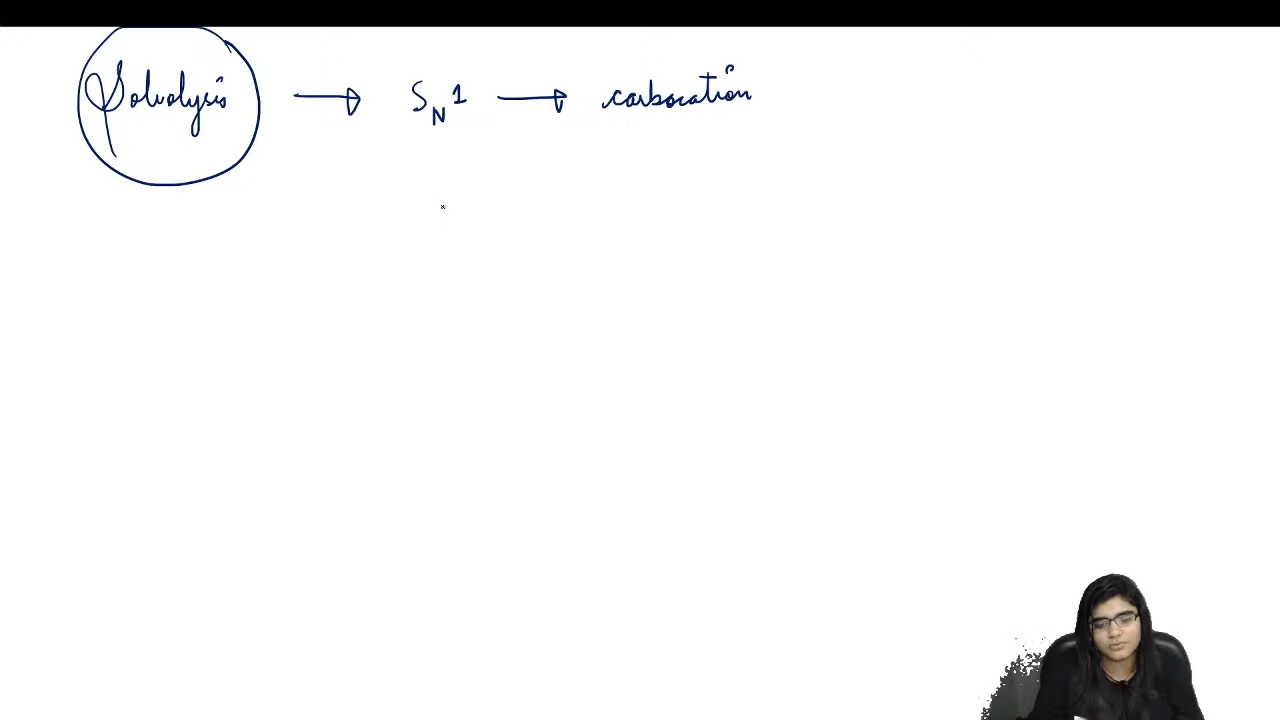 Solvolysis → SN1 → carbocation